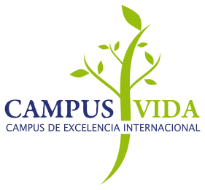 CAMPUS VIDA
CAMPUS DE EXCELENCIA INTERNACIONAL